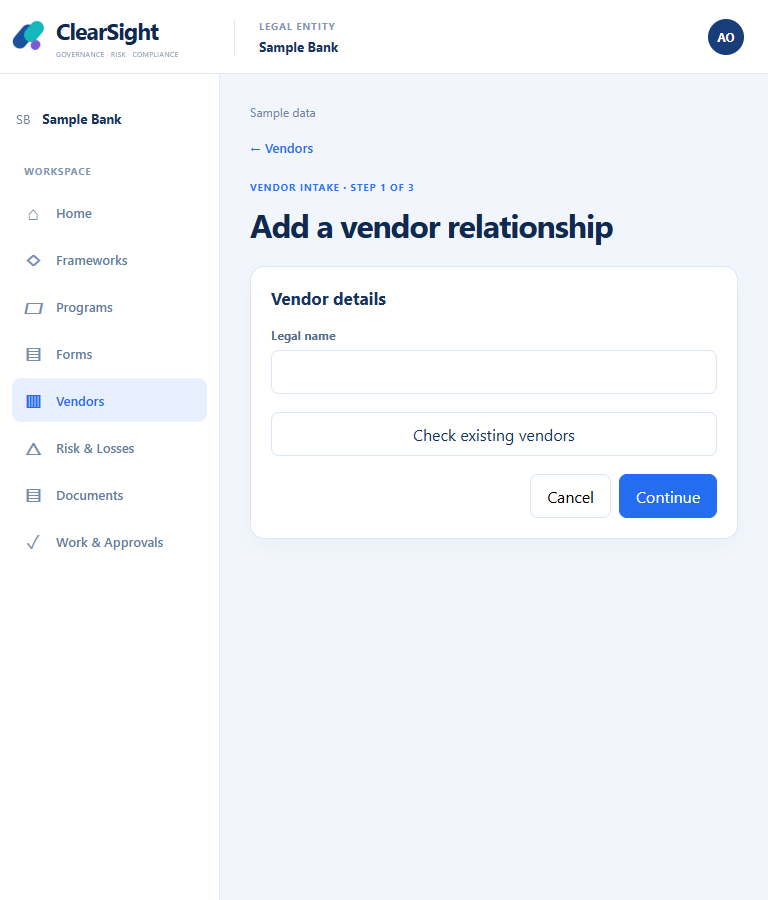 ClearSight
GOVERNANCE · RISK · COMPLIANCE
LEGAL ENTITY
Sample Bank
AO
SB Sample Bank
WORKSPACE
Home
Frameworks
Programs
Forms
Vendors
Risk & Losses
Documents
Work & Approvals
Sample data
← Vendors
VENDOR INTAKE · STEP 1 OF 3
Add a vendor relationship
Vendor details
Legal name
Check existing vendors
Cancel Continue